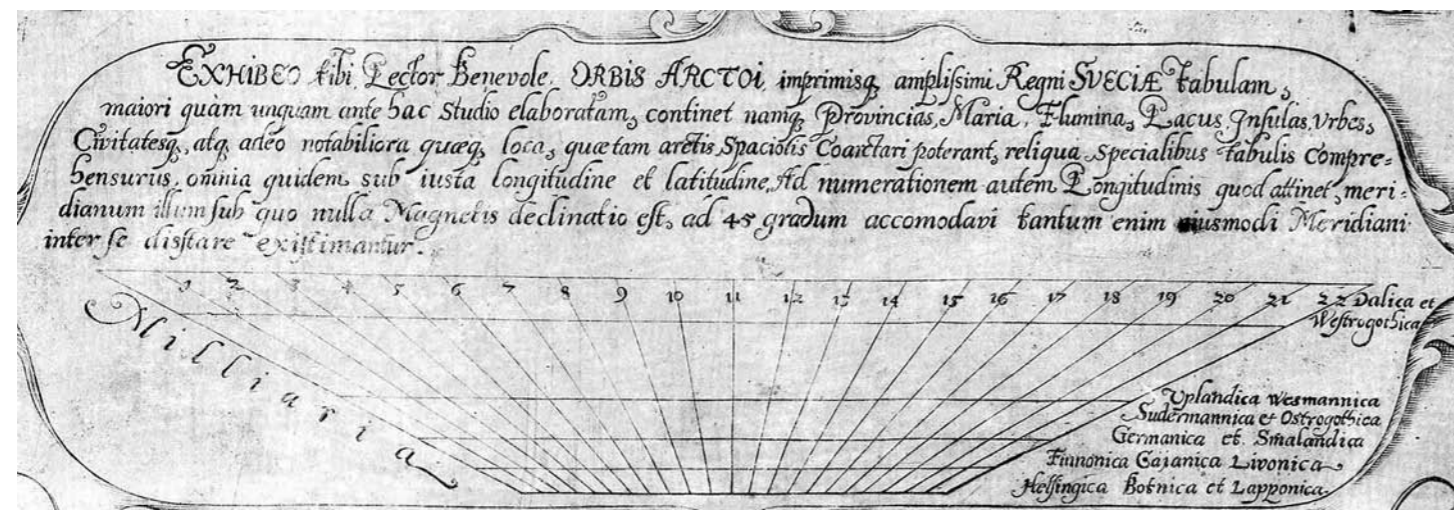 EXHIBEO tibi Lector Benevole. ORBIS ARCTOI, imprimisq, amplissimi Regni SVECIÆ tabulam,
maiori quàm unquam ante hac Studio elaboratam, continet namq, Provincias, Maria, Flumina, Lacus Insulas, Vrbes,
Civitatesq, atq, adeo notabiliora quæq, loca, quæ tam arctis Spaciolis Coarctari poterant, reliqua Specialibus tabulis Compre=
hensurus, omnia quidem sub iusta longitudine et latitudine, Ad numerationem autem Longitudinis quod attinet, meri=
dianum illum sub quo nulla Magnetis declinatio est, ad 45 gradum accomodavi tantum enim eiusmodi Meridiani
inter se disstare existimantur.
1 2 3 4 5 6 7 8 9 10 11 12 13 14 15 16 17 18 19 20 21 22 Dalica et
Westrogothica
Milliaria
Uplandica Wesmannica
Sudermannica et Ostrogothica
Germanica et Smalandica
Finnonica Cajanica Livonica
Helsingica Botnica et Lapponica.